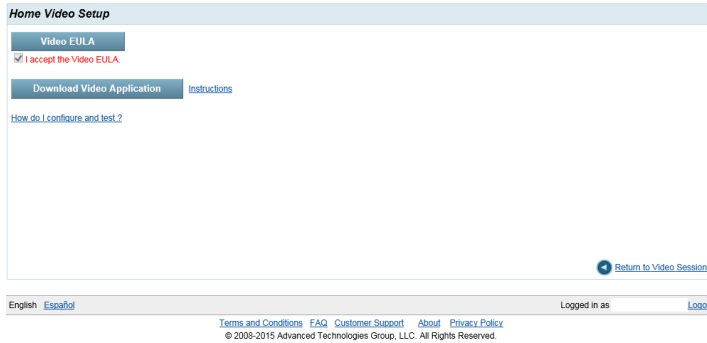 Home Video Setup
Video EULA
I accept the Video EULA.
Download Video Application Instructions
How do I configure and test ?
Return to Video Session
English Español Logged in as Logo
Terms and Conditions FAQ Customer Support About Privacy Policy
© 2008-2015 Advanced Technologies Group, LLC. All Rights Reserved.